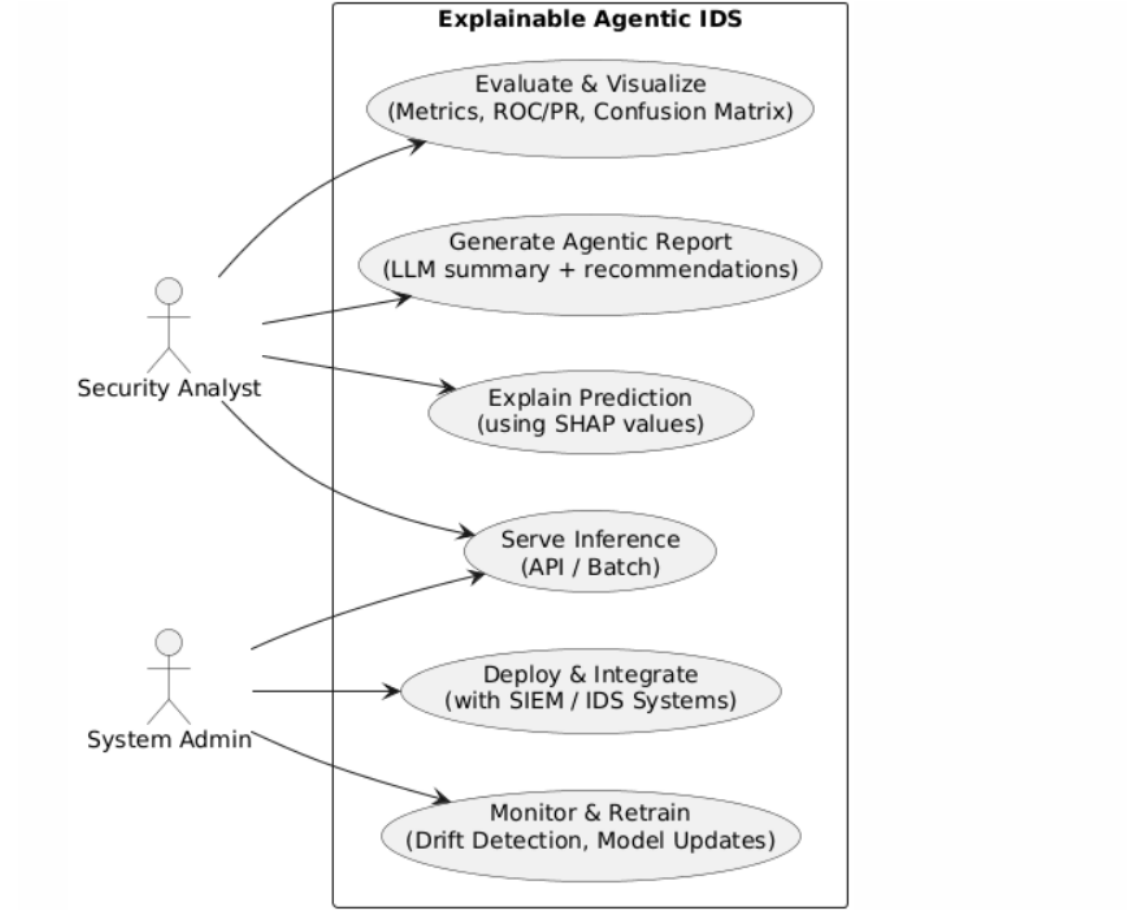 Explainable Agentic IDS
Evaluate & Visualize
(Metrics, ROC/PR, Confusion Matrix)
Generate Agentic Report
(LLM summary + recommendations)
Security Analyst
Explain Prediction
(using SHAP values)
Serve Inference
(API / Batch)
Deploy & Integrate
(with SIEM / IDS Systems)
System Admin
Monitor & Retrain
(Drift Detection, Model Updates)